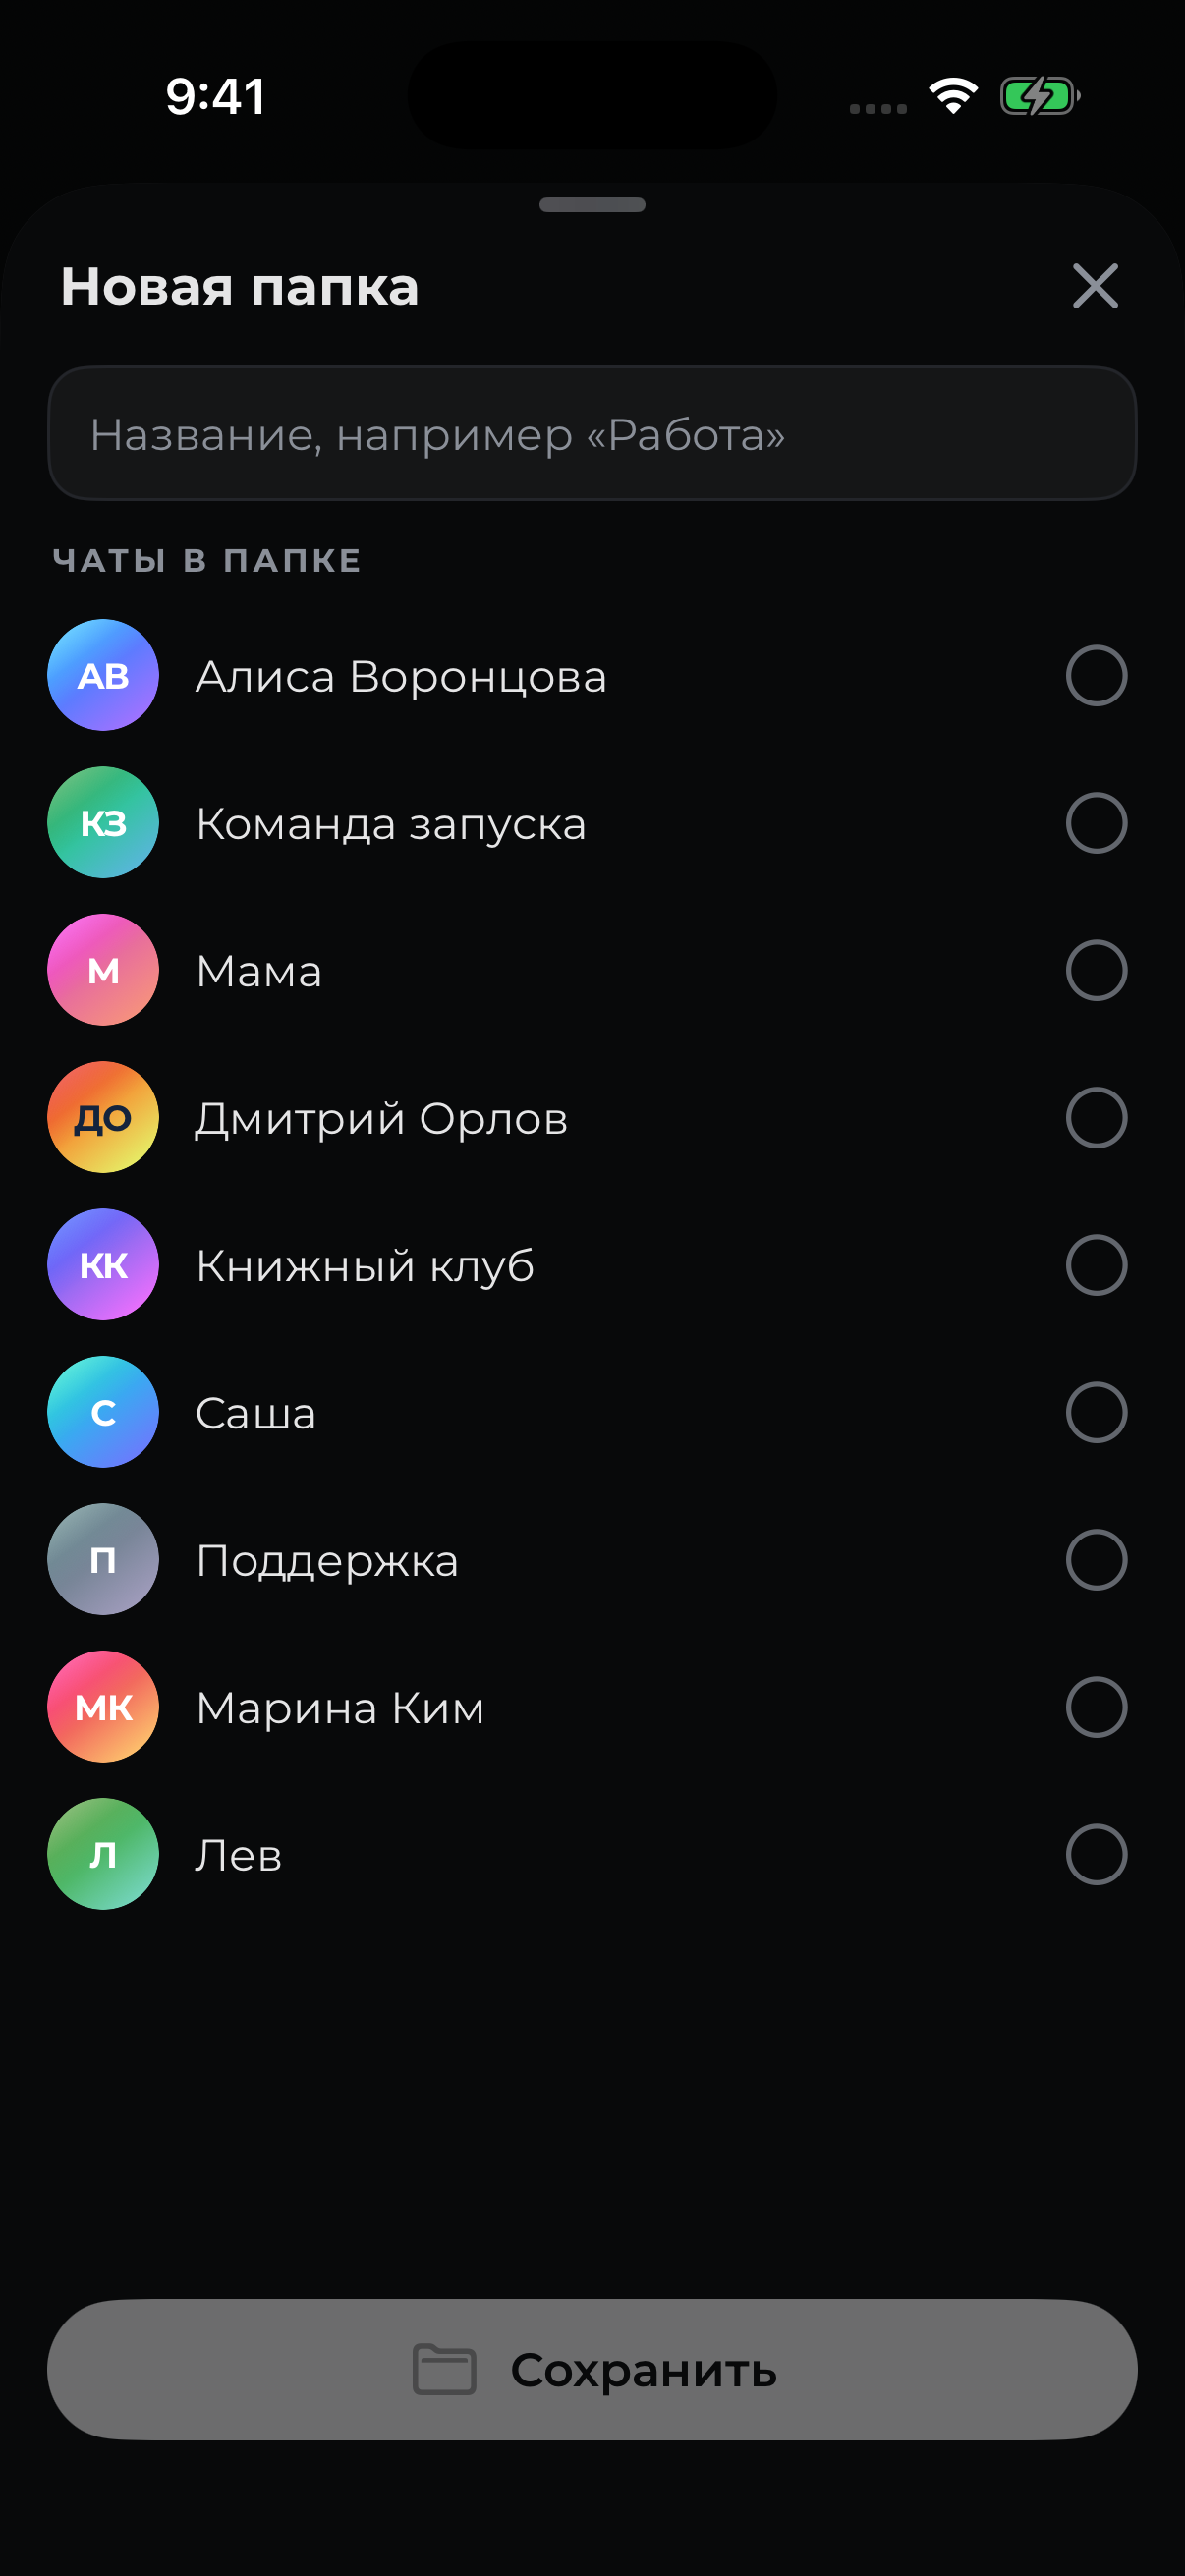 9:41
Новая папка
Название, например «Работа»
ЧАТЫ В ПАПКЕ
АВ Алиса Воронцова
КЗ Команда запуска
М Мама
ДО Дмитрий Орлов
КК Книжный клуб
С Саша
П Поддержка
МК Марина Ким
Л Лев
Сохранить